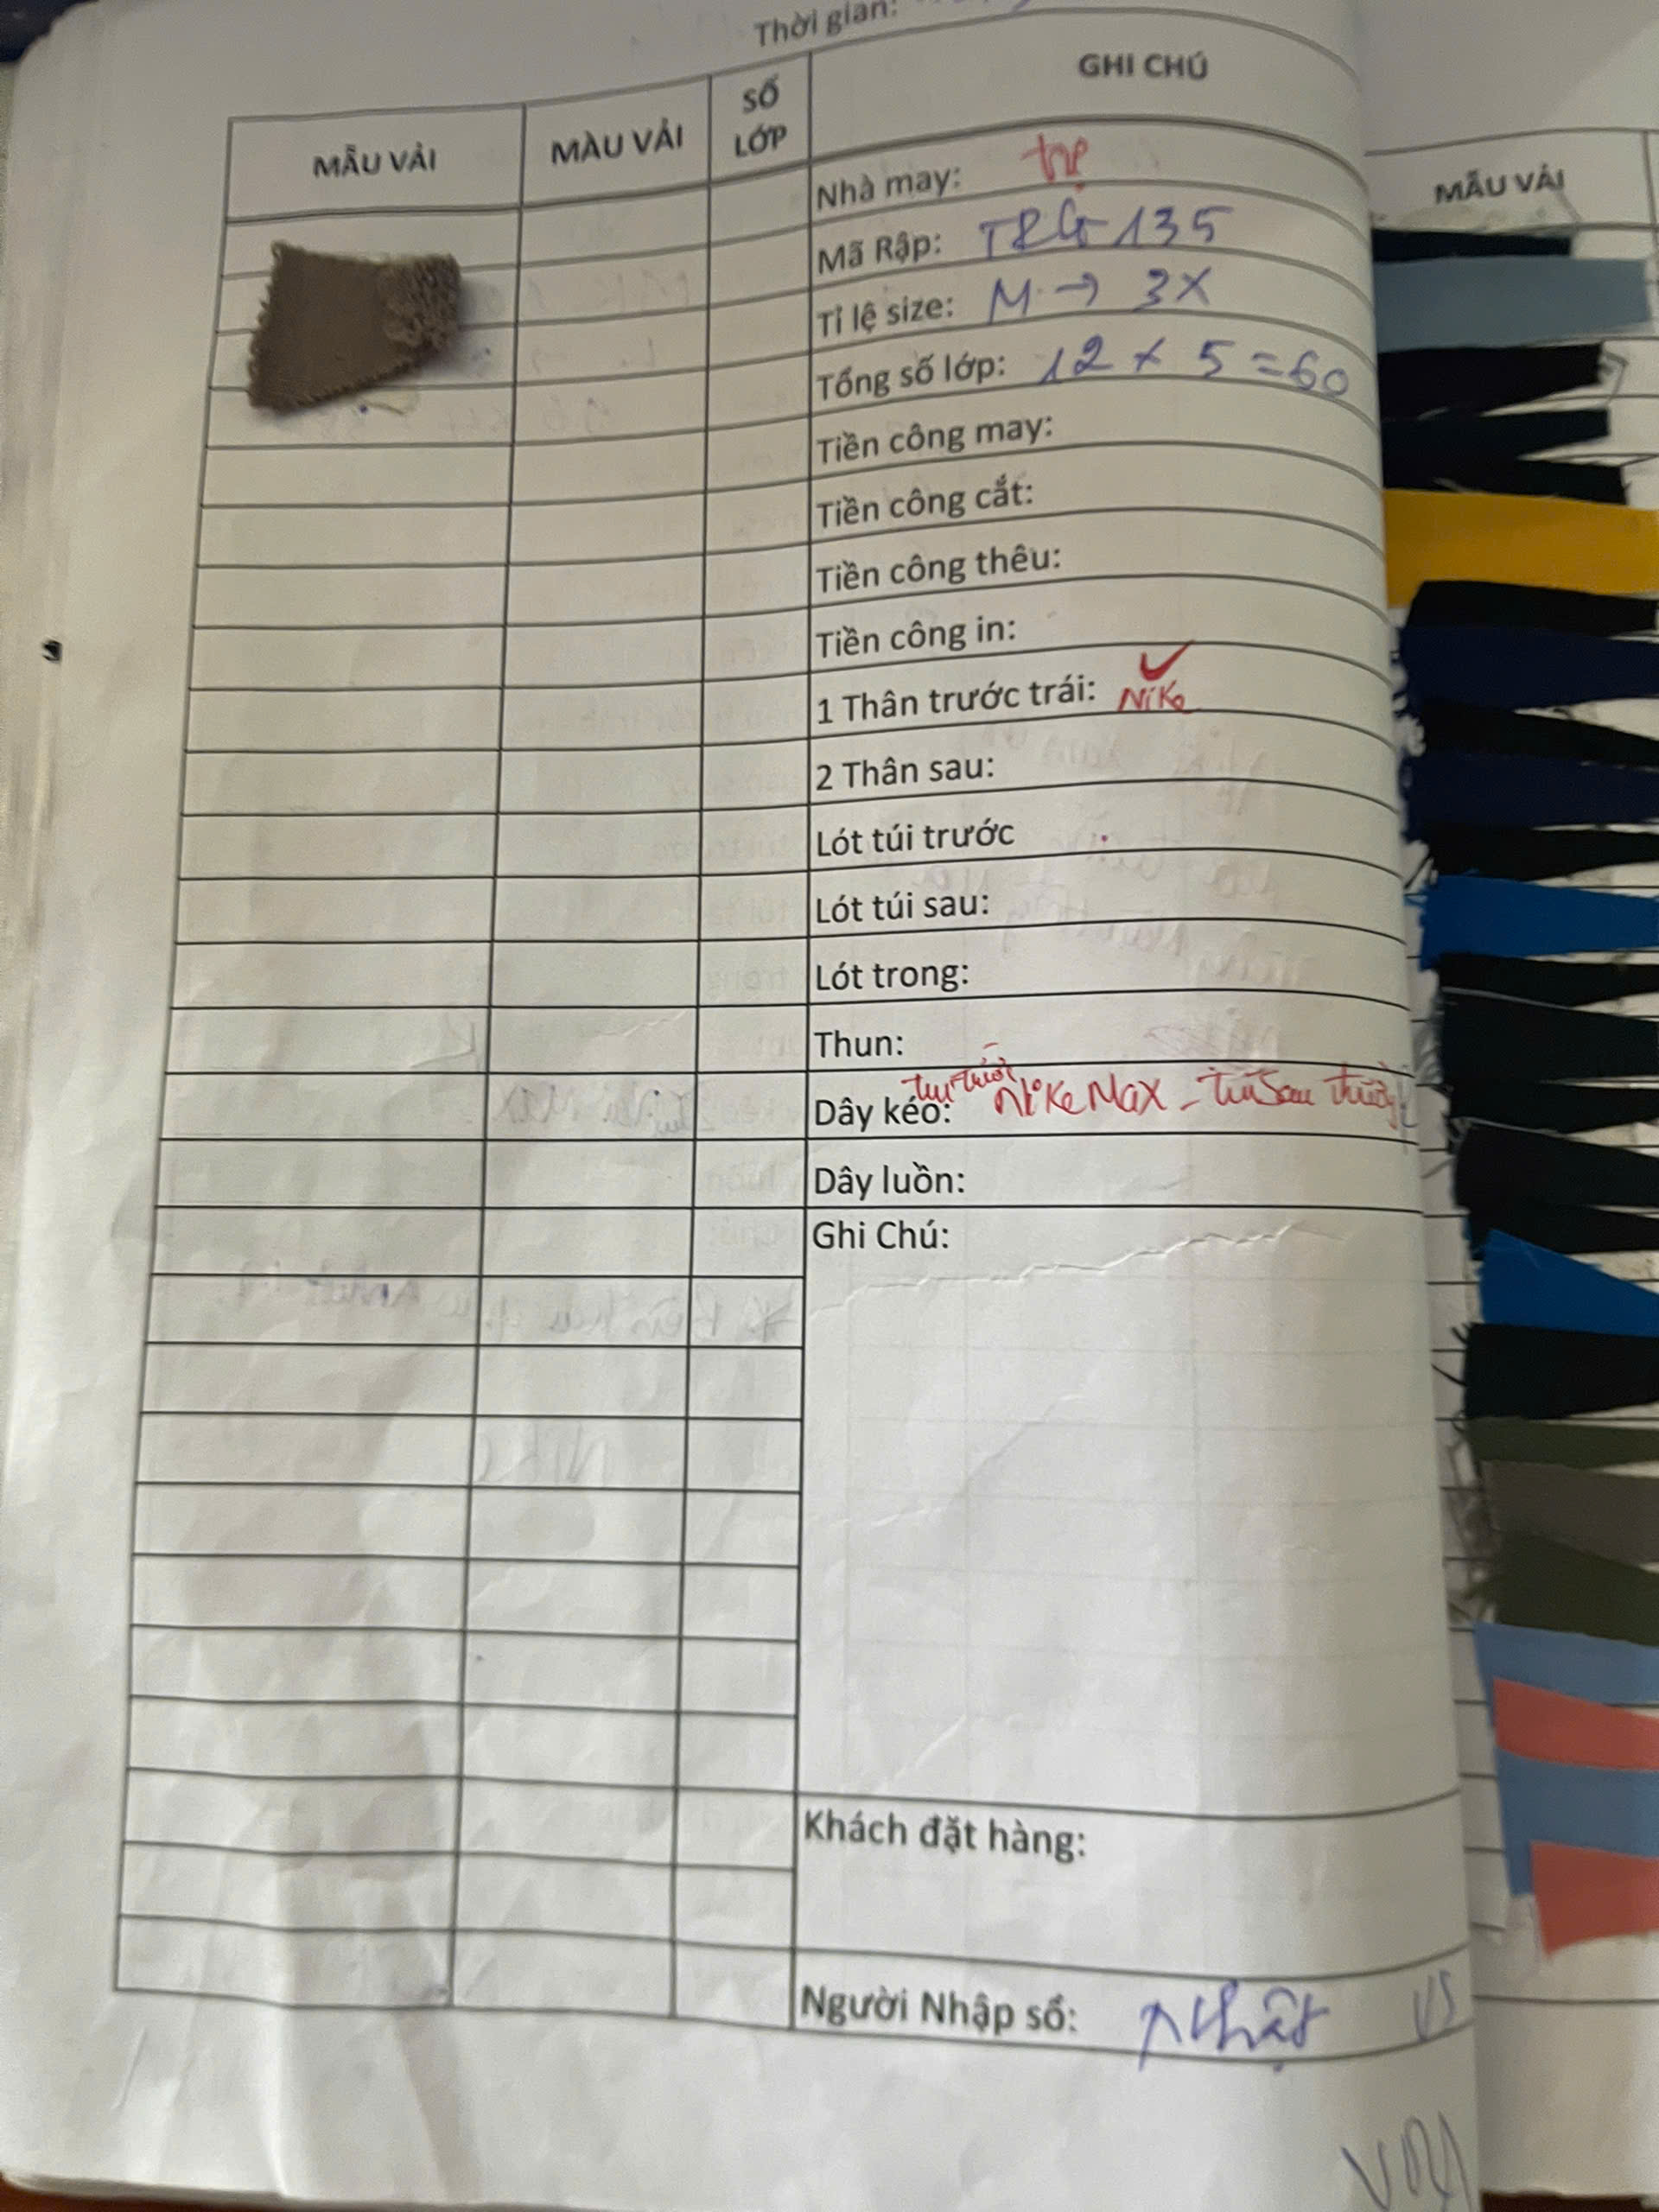 Thời gian:
MẪU VẢI MÀU VẢI SỐ LỚP GHI CHÚ
Nhà may:
Mã Rập: TRG 135
Tỉ lệ size: M → 3X
Tổng số lớp: 12 x 5 = 60
Tiền công may:
Tiền công cắt:
Tiền công thêu:
Tiền công in:
1 Thân trước trái: NiKe
2 Thân sau:
Lót túi trước
Lót túi sau:
Lót trong:
Thun:
Dây kéo: túi trước NiKe Max - túi sau thường
Dây luồn:
Ghi Chú:
Khách đặt hàng:
Người Nhập sổ: Nhật
MẪU VẢI